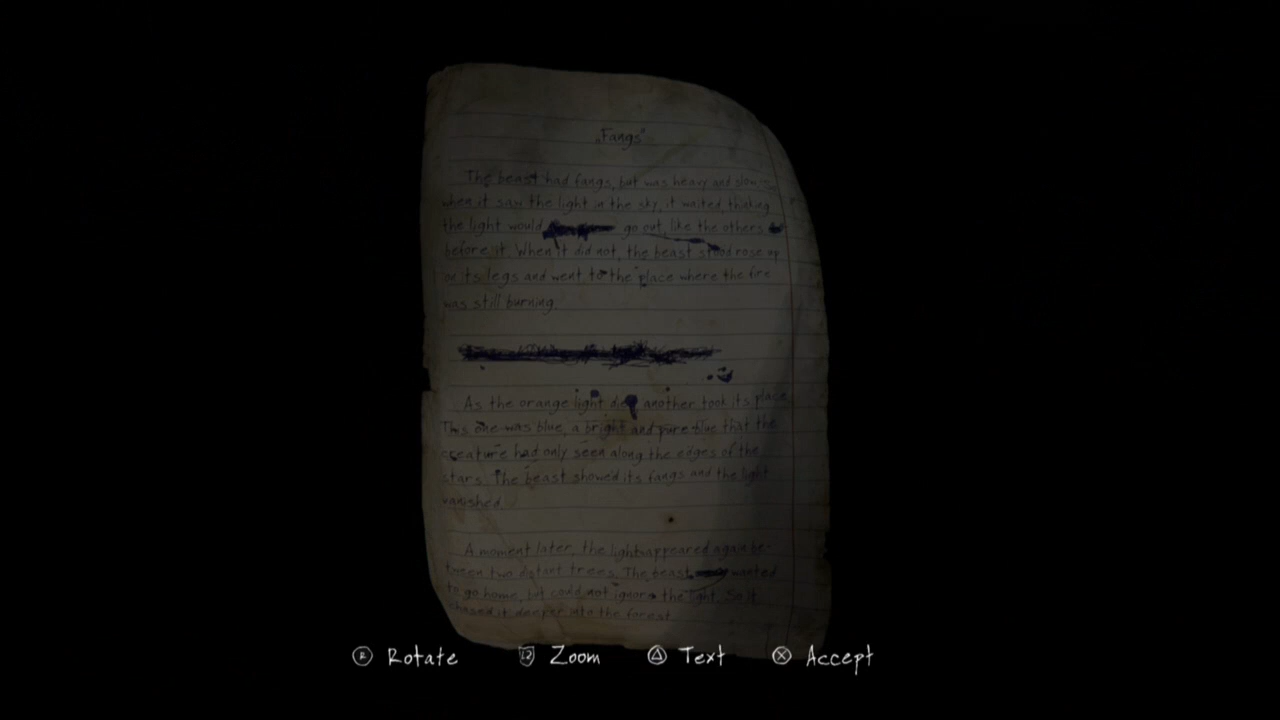 „Fangs"
The beast had fangs, but was heavy and slow
when it saw the light in the sky, it waited, thinking
the light would go out, like the others
before it. When it did not, the beast stood rose up
on its legs and went to the place where the fire
was still burning.
As the orange light died another took its place.
This one was blue, a bright and pure blue that the
creature had only seen along the edges of the
stars. The beast showed its fangs and the light
vanished.
A moment later, the light appeared again be-
tween two distant trees. The beast wanted
to go home, but could not ignore the light. So it
chased it deeper into the forest
R Rotate
L2 Zoom
Text
Accept